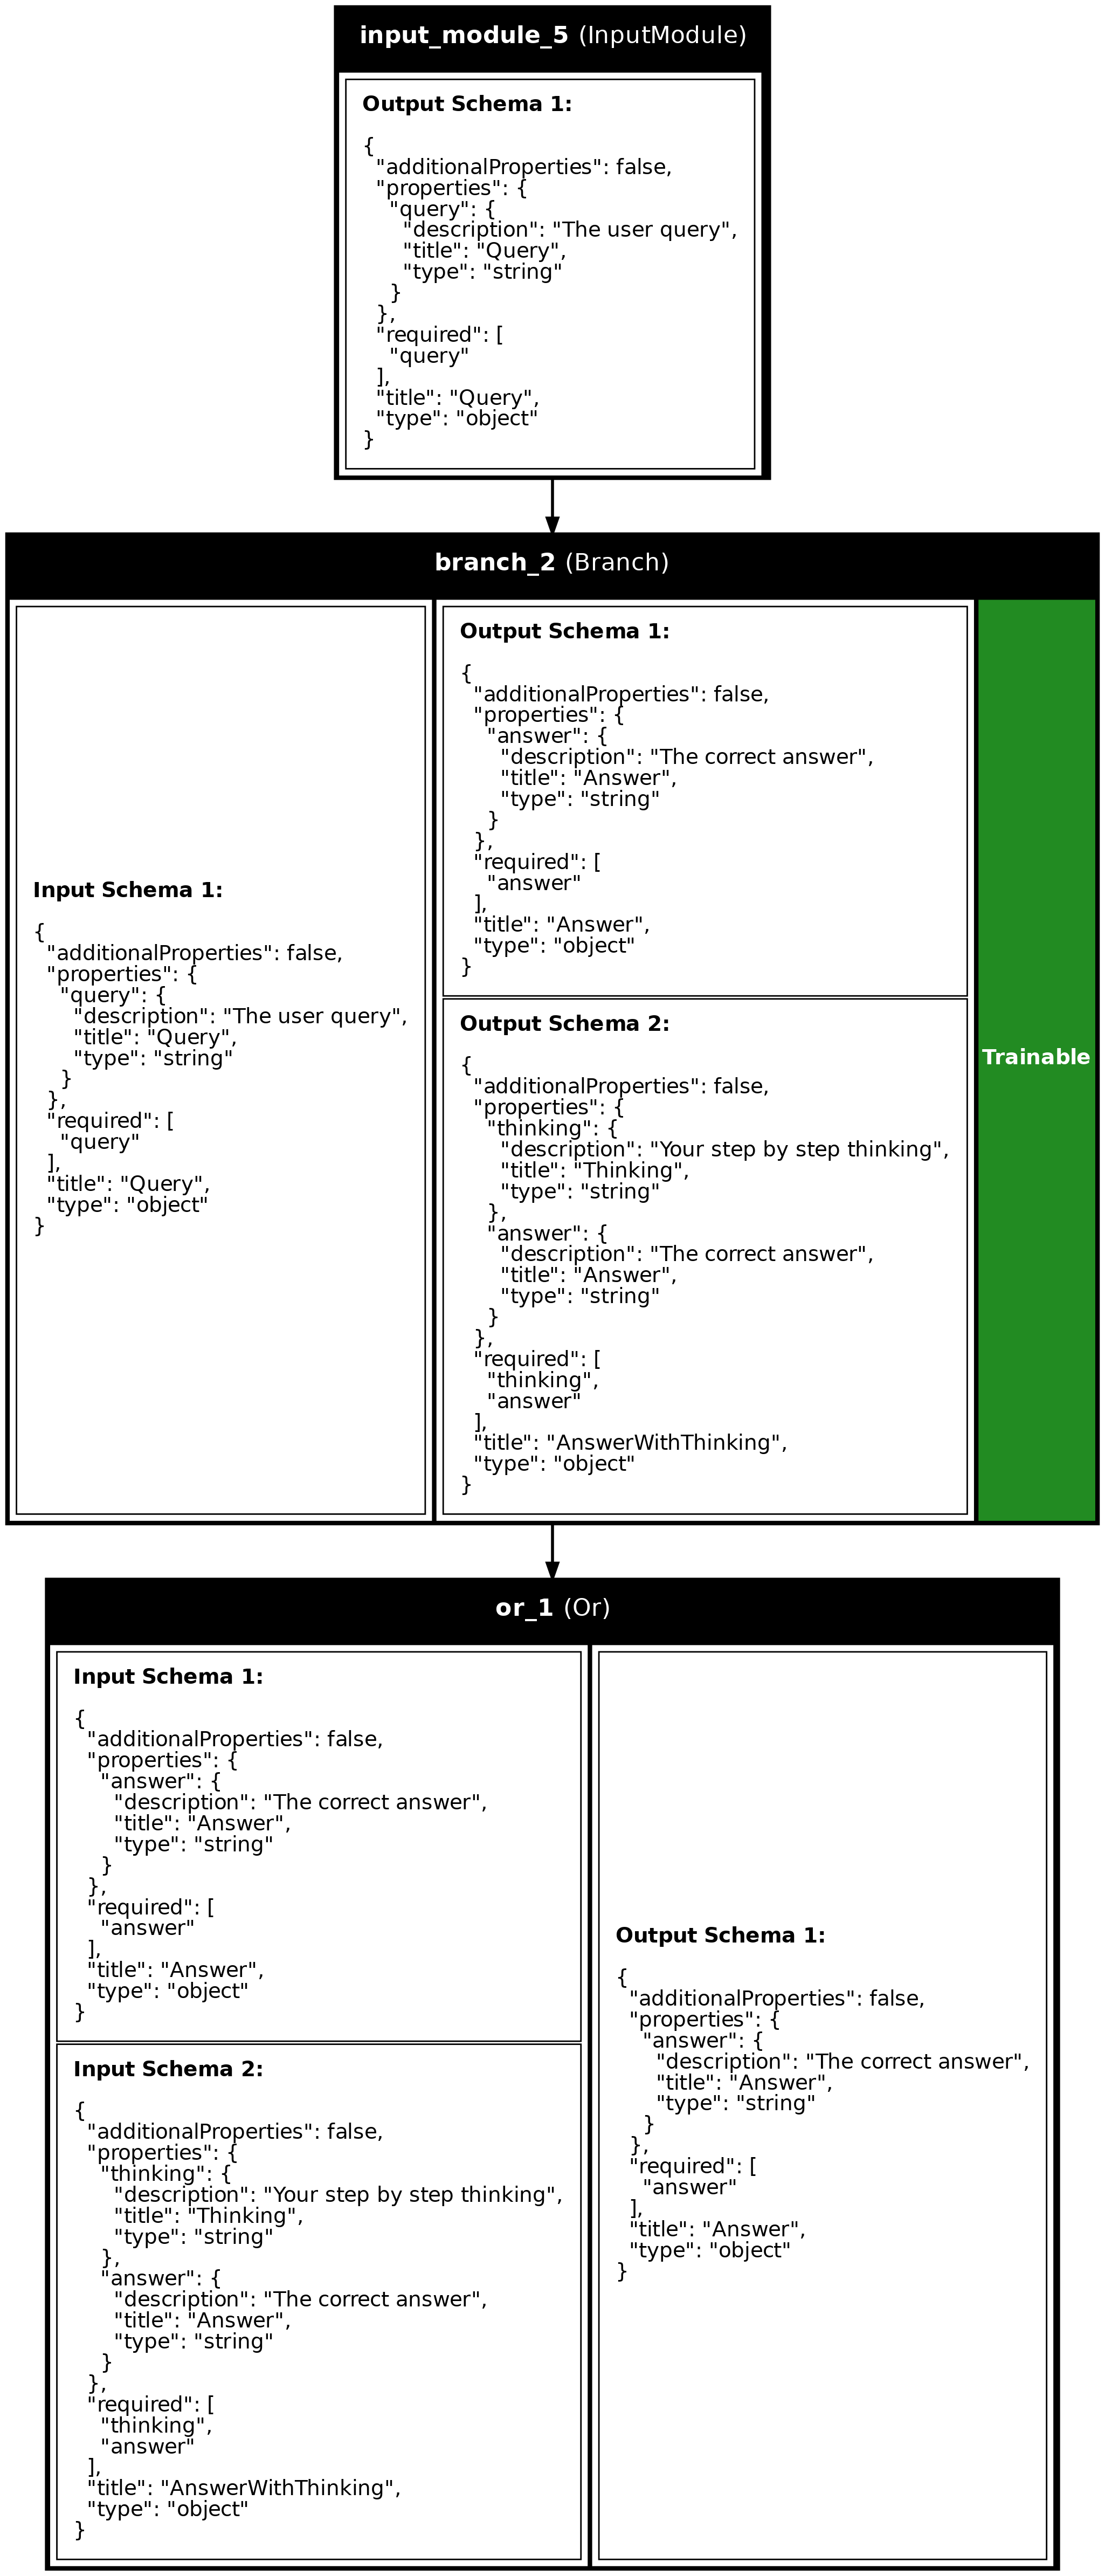 input_module_5 (InputModule)
Output Schema 1:
{
  "additionalProperties": false,
  "properties": {
    "query": {
      "description": "The user query",
      "title": "Query",
      "type": "string"
    }
  },
  "required": [
    "query"
  ],
  "title": "Query",
  "type": "object"
}
branch_2 (Branch)
Input Schema 1:
{
  "additionalProperties": false,
  "properties": {
    "query": {
      "description": "The user query",
      "title": "Query",
      "type": "string"
    }
  },
  "required": [
    "query"
  ],
  "title": "Query",
  "type": "object"
}
Output Schema 1:
{
  "additionalProperties": false,
  "properties": {
    "answer": {
      "description": "The correct answer",
      "title": "Answer",
      "type": "string"
    }
  },
  "required": [
    "answer"
  ],
  "title": "Answer",
  "type": "object"
}
Output Schema 2:
{
  "additionalProperties": false,
  "properties": {
    "thinking": {
      "description": "Your step by step thinking",
      "title": "Thinking",
      "type": "string"
    },
    "answer": {
      "description": "The correct answer",
      "title": "Answer",
      "type": "string"
    }
  },
  "required": [
    "thinking",
    "answer"
  ],
  "title": "AnswerWithThinking",
  "type": "object"
}
Trainable
or_1 (Or)
Input Schema 1:
{
  "additionalProperties": false,
  "properties": {
    "answer": {
      "description": "The correct answer",
      "title": "Answer",
      "type": "string"
    }
  },
  "required": [
    "answer"
  ],
  "title": "Answer",
  "type": "object"
}
Input Schema 2:
{
  "additionalProperties": false,
  "properties": {
    "thinking": {
      "description": "Your step by step thinking",
      "title": "Thinking",
      "type": "string"
    },
    "answer": {
      "description": "The correct answer",
      "title": "Answer",
      "type": "string"
    }
  },
  "required": [
    "thinking",
    "answer"
  ],
  "title": "AnswerWithThinking",
  "type": "object"
}
Output Schema 1:
{
  "additionalProperties": false,
  "properties": {
    "answer": {
      "description": "The correct answer",
      "title": "Answer",
      "type": "string"
    }
  },
  "required": [
    "answer"
  ],
  "title": "Answer",
  "type": "object"
}